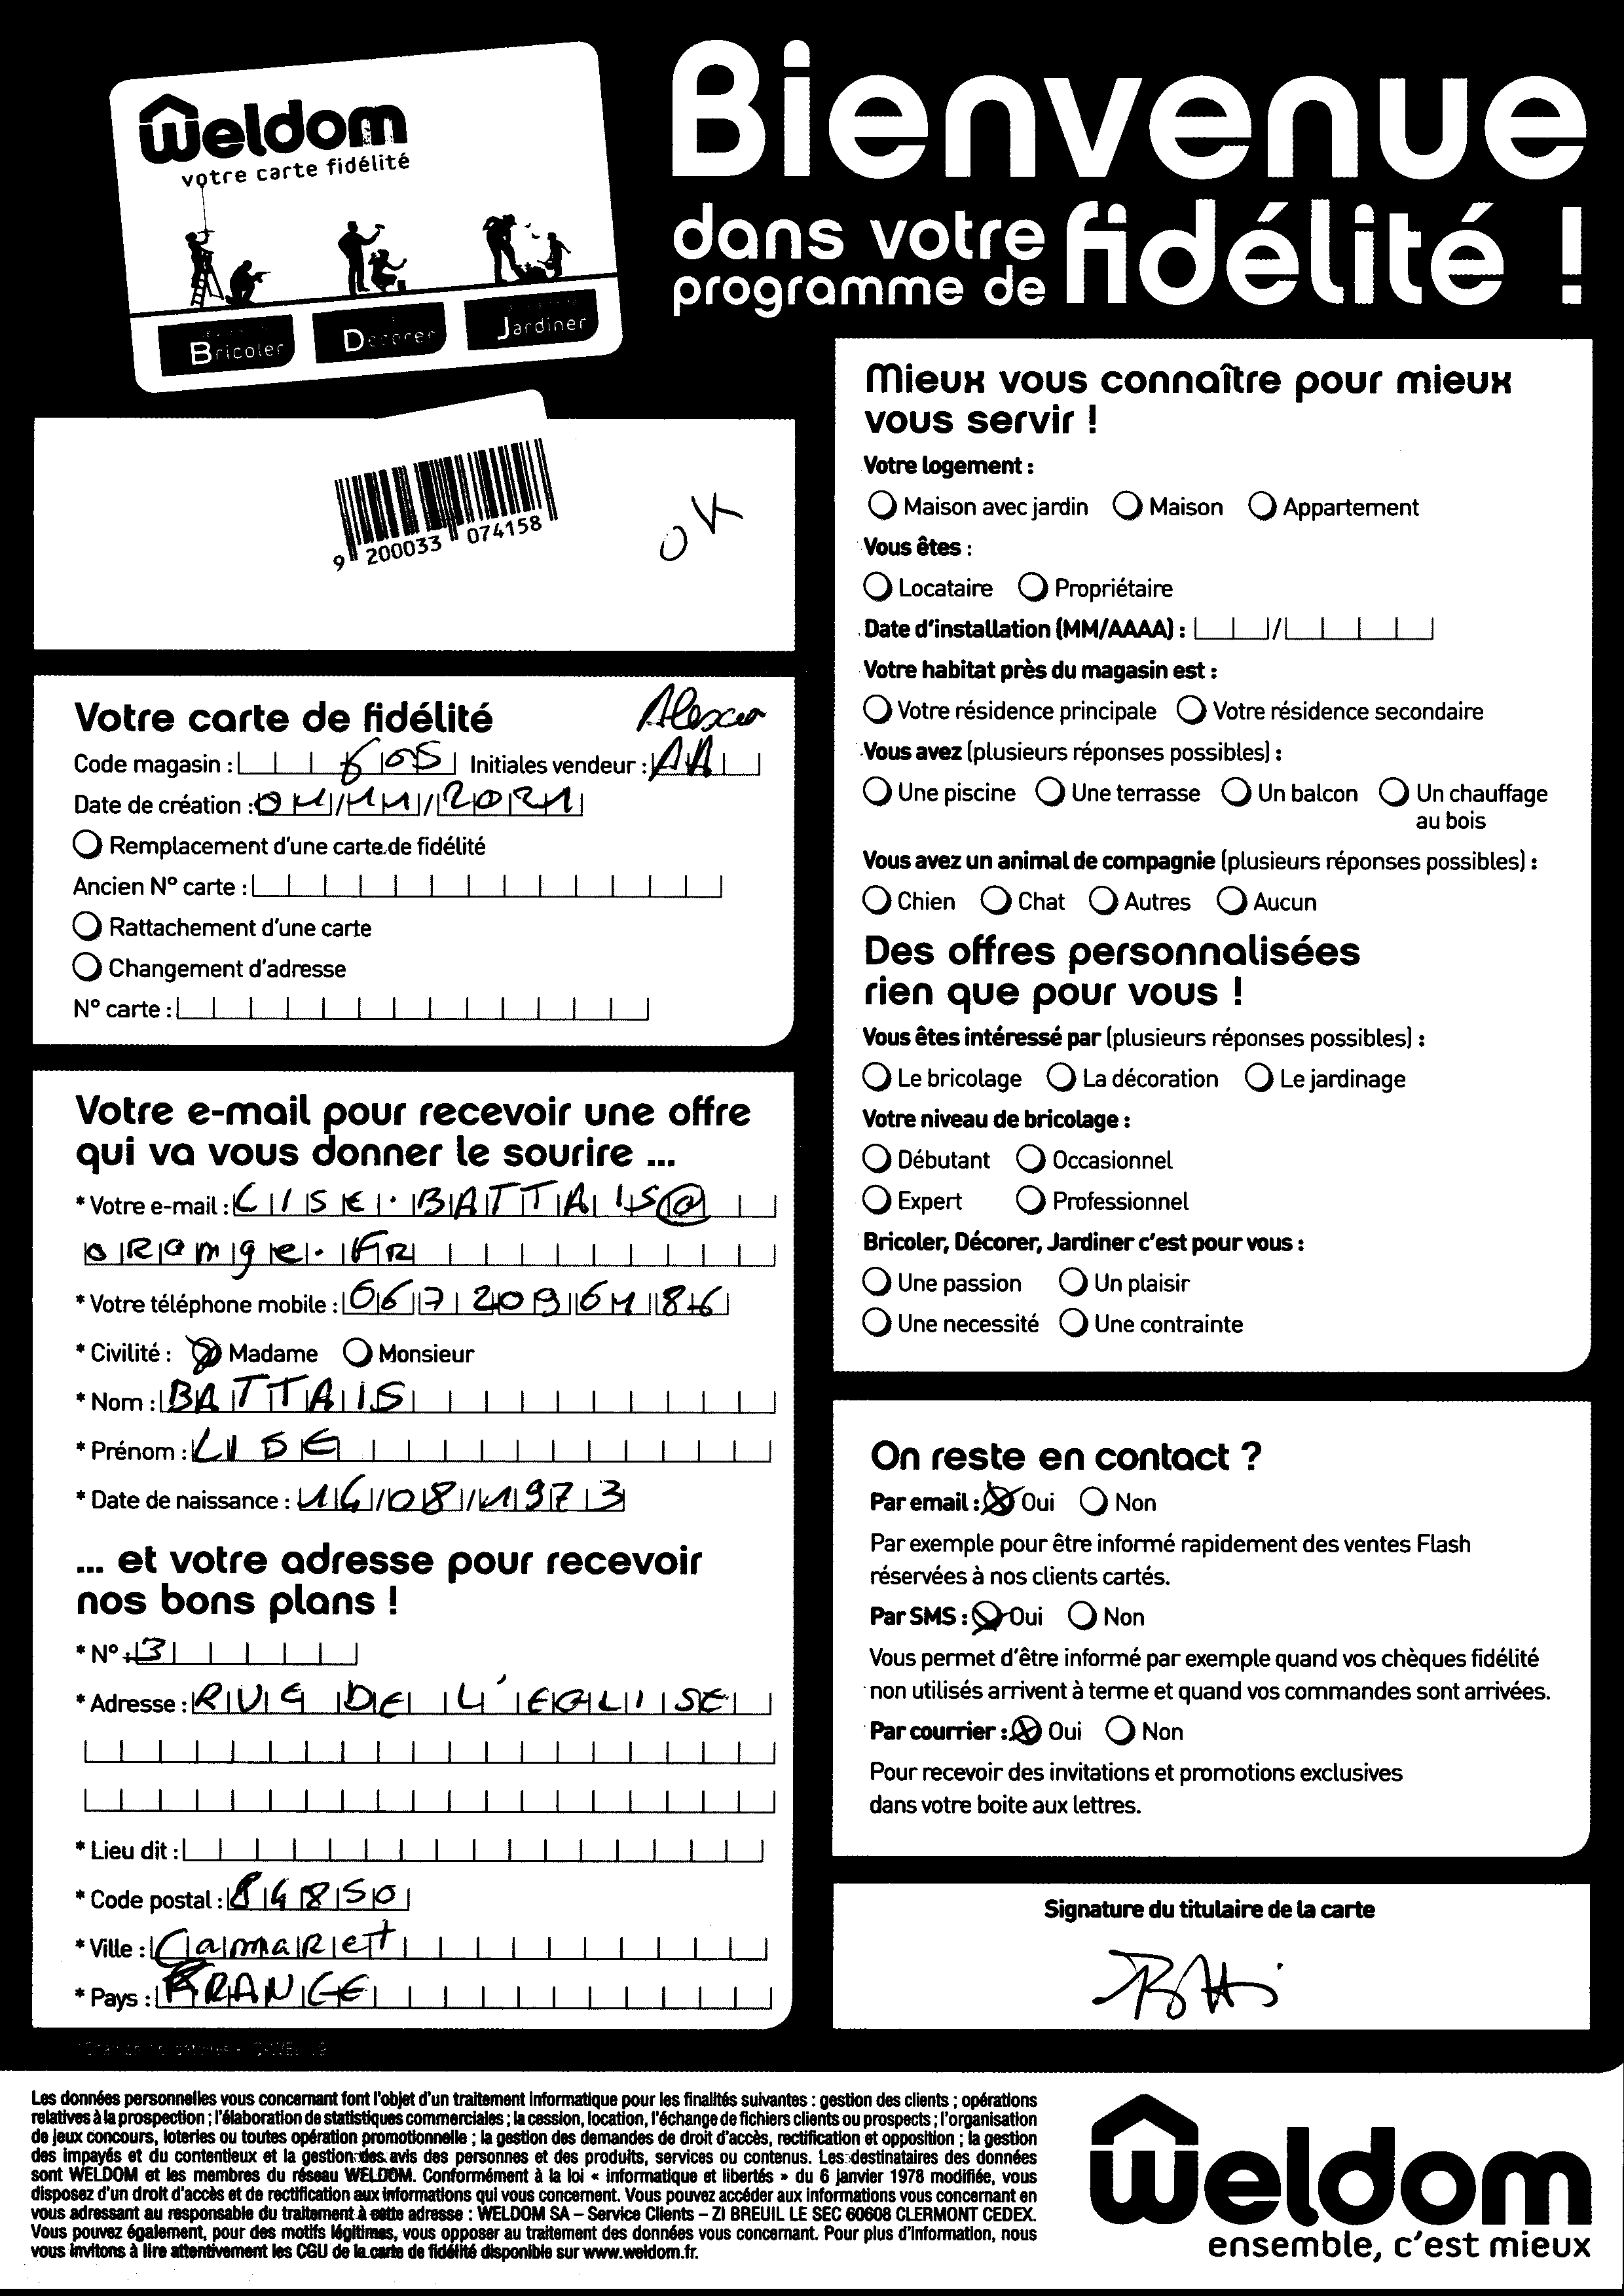 Weldom
votre carte fidélité
Bricoler
Décorer
Jardiner
Bienvenue
dans votre
programme de
fidélité !
9 200033 074158
OK
Votre carte de fidélité
Code magasin : 605 Initiales vendeur : AA
Date de création : 01/11/2021
Remplacement d'une carte de fidélité
Ancien N° carte :
Rattachement d'une carte
Changement d'adresse
N° carte :
Votre e-mail pour recevoir une offre
qui va vous donner le sourire ...
* Votre e-mail : LISE.BATTAIS@
orange.FR
* Votre téléphone mobile : 0672096186
* Civilité : Madame Monsieur
* Nom : BATTAIS
* Prénom : LISE
* Date de naissance : 14/08/1973
... et votre adresse pour recevoir
nos bons plans !
* N° : 3
* Adresse : RUE DE L'EGLISE
* Lieu dit :
* Code postal : 84850
* Ville : Camaret
* Pays : FRANCE
Mieux vous connaître pour mieux
vous servir !
Votre logement :
Maison avec jardin Maison Appartement
Vous êtes :
Locataire Propriétaire
Date d'installation (MM/AAAA) : /
Votre habitat près du magasin est :
Votre résidence principale Votre résidence secondaire
Vous avez (plusieurs réponses possibles) :
Une piscine Une terrasse Un balcon Un chauffage
au bois
Vous avez un animal de compagnie (plusieurs réponses possibles) :
Chien Chat Autres Aucun
Des offres personnalisées
rien que pour vous !
Vous êtes intéressé par (plusieurs réponses possibles) :
Le bricolage La décoration Le jardinage
Votre niveau de bricolage :
Débutant Occasionnel
Expert Professionnel
Bricoler, Décorer, Jardiner c'est pour vous :
Une passion Un plaisir
Une necessité Une contrainte
On reste en contact ?
Par email : Oui Non
Par exemple pour être informé rapidement des ventes Flash
réservées à nos clients cartés.
Par SMS : Oui Non
Vous permet d'être informé par exemple quand vos chèques fidélité
non utilisés arrivent à terme et quand vos commandes sont arrivées.
Par courrier : Oui Non
Pour recevoir des invitations et promotions exclusives
dans votre boite aux lettres.
Signature du titulaire de la carte
Les données personnelles vous concernant font l'objet d'un traitement informatique pour les finalités suivantes : gestion des clients ; opérations
relatives à la prospection ; l'élaboration de statistiques commerciales ; la cession, location, l'échange de fichiers clients ou prospects ; l'organisation
de jeux concours, loteries ou toutes opération promotionnelle ; la gestion des demandes de droit d'accès, rectification et opposition ; la gestion
des impayés et du contentieux et la gestion des avis des personnes et des produits, services ou contenus. Les destinataires des données
sont WELDOM et les membres du réseau WELDOM. Conformément à la loi « informatique et libertés » du 6 janvier 1978 modifiée, vous
disposez d'un droit d'accès et de rectification aux informations qui vous concernent. Vous pouvez accéder aux informations vous concernant en
vous adressant au responsable du traitement à cette adresse : WELDOM SA – Service Clients – ZI BREUIL LE SEC 60608 CLERMONT CEDEX.
Vous pouvez également, pour des motifs légitimes, vous opposer au traitement des données vous concernant. Pour plus d'information, nous
vous invitons à lire attentivement les CGU de la carte de fidélité disponible sur www.weldom.fr.
Weldom
ensemble, c'est mieux